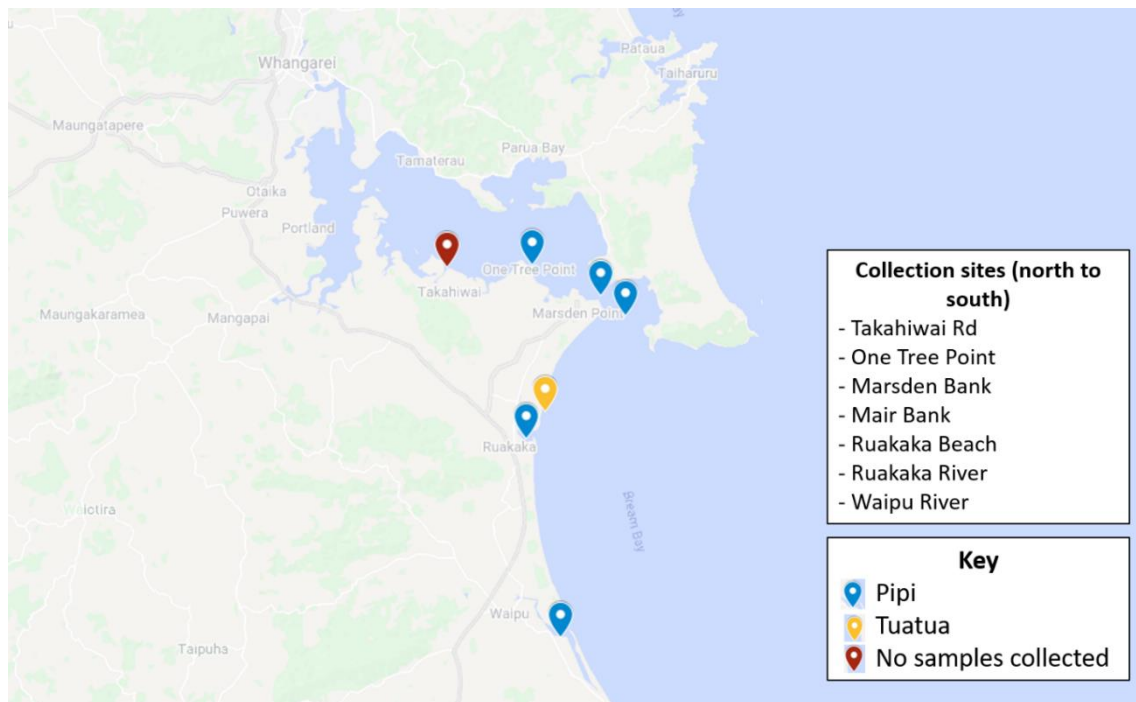 Pataua
Whangarei
Taiharuru
Maungatapere
Parua Bay
Tamaterau
Otaika
Puwera
Portland
One Tree Point
Takahiwai
Marsden Point
Maungakaramea
Mangapai
Ruakaka
Bream Bay
Waipu
Taipuha
Collection sites (north to
south)
- Takahiwai Rd
- One Tree Point
- Marsden Bank
- Mair Bank
- Ruakaka Beach
- Ruakaka River
- Waipu River
Key
Pipi
Tuatua
No samples collected